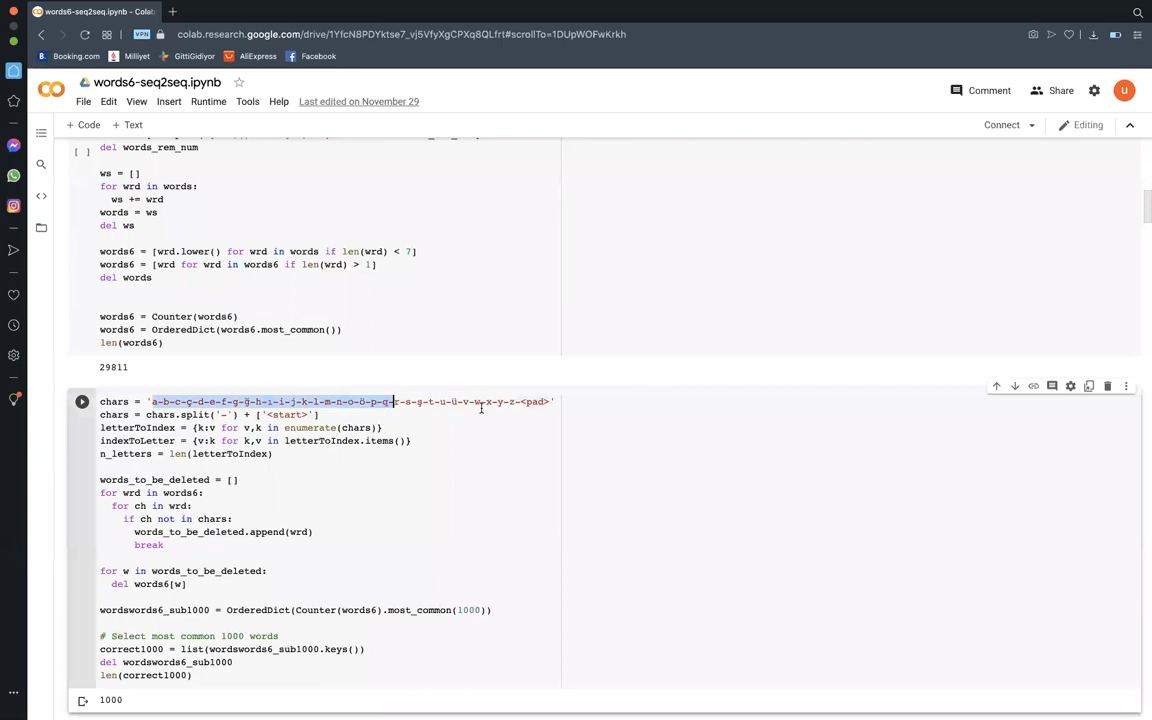 words6-seq2seq.ipynb - Colab
VPN
colab.research.google.com/drive/1YfcN8PDYktse7_vj5VfyXgCPXq8QLfrt#scrollTo=1DUpWOFwKrkh
Booking.com Milliyet GittiGidiyor AliExpress Facebook
words6-seq2seq.ipynb
Comment Share u
File Edit View Insert Runtime Tools Help Last edited on November 29
+ Code + Text Connect Editing
[ ] del words_rem_num
ws = []
for wrd in words:
ws += wrd
words = ws
del ws
words6 = [wrd.lower() for wrd in words if len(wrd) < 7]
words6 = [wrd for wrd in words6 if len(wrd) > 1]
del words
words6 = Counter(words6)
words6 = OrderedDict(words6.most_common())
len(words6)
29811
chars = 'a-b-c-ç-d-e-f-g-ğ-h-ı-i-j-k-l-m-n-o-ö-p-q-r-s-ş-t-u-ü-v-w-x-y-z-<pad>'
chars = chars.split('-') + ['<start>']
letterToIndex = {k:v for v,k in enumerate(chars)}
indexToLetter = {v:k for k,v in letterToIndex.items()}
n_letters = len(letterToIndex)
words_to_be_deleted = []
for wrd in words6:
for ch in wrd:
if ch not in chars:
words_to_be_deleted.append(wrd)
break
for w in words_to_be_deleted:
del words6[w]
wordswords6_sub1000 = OrderedDict(Counter(words6).most_common(1000))
# Select most common 1000 words
correct1000 = list(wordswords6_sub1000.keys())
del wordswords6_sub1000
len(correct1000)
1000